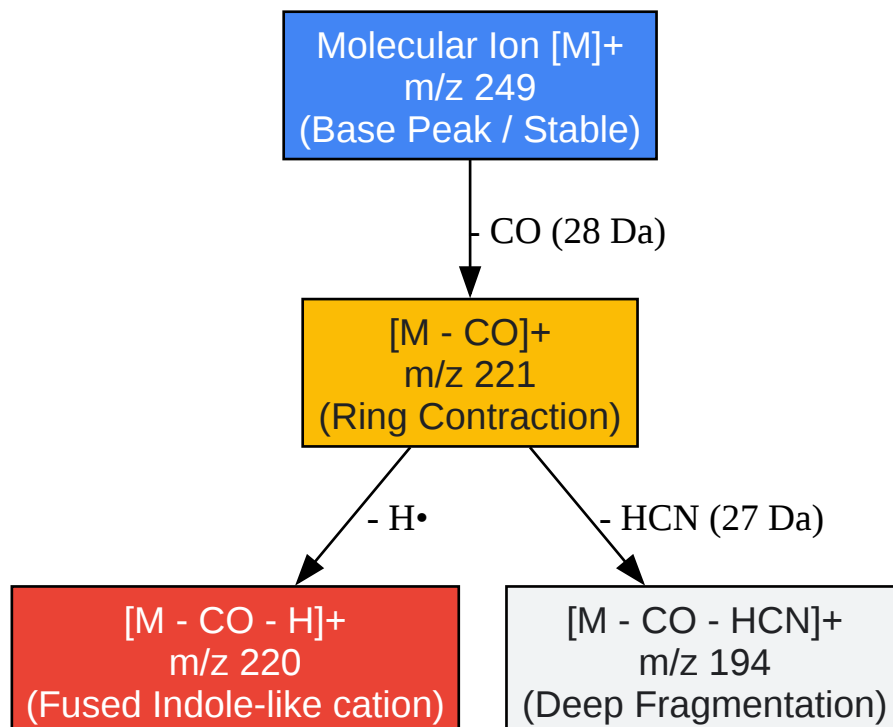 Molecular Ion [M]+
m/z 249
(Base Peak / Stable)
- CO (28 Da)
[M - CO]+
m/z 221
(Ring Contraction)
- H•
- HCN (27 Da)
[M - CO - H]+
m/z 220
(Fused Indole-like cation)
[M - CO - HCN]+
m/z 194
(Deep Fragmentation)